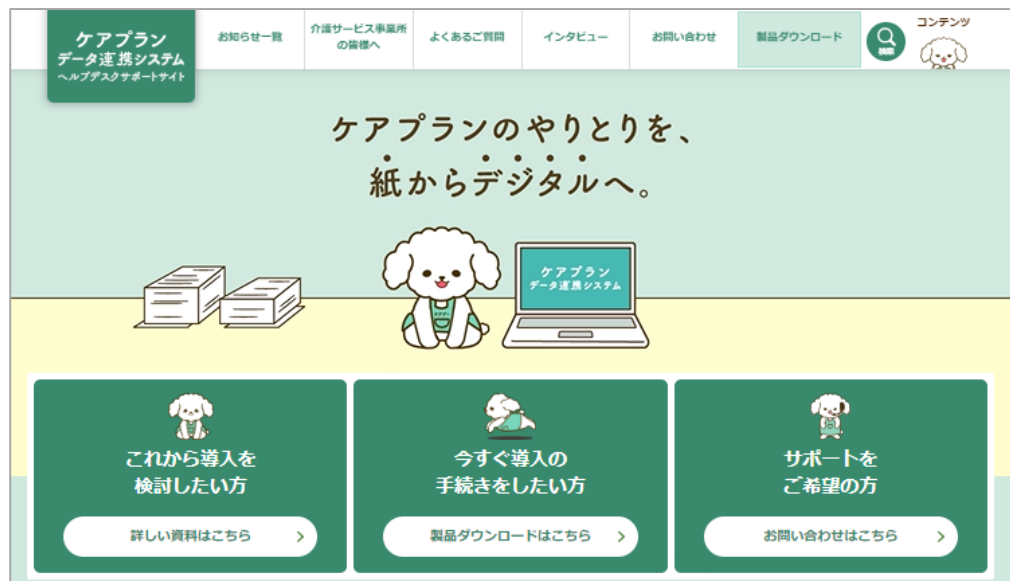 ケアプラン
データ連携システム
ヘルプデスクサポートサイト
お知らせ一覧
介護サービス事業所
の皆様へ
よくあるご質問
インタビュー
お問い合わせ
製品ダウンロード
検索
コンテンツ
ケアプランのやりとりを、
紙からデジタルへ。
ケアプラン
データ連携システム
これから導入を
検討したい方
詳しい資料はこちら
今すぐ導入の
手続きをしたい方
製品ダウンロードはこちら
サポートを
ご希望の方
お問い合わせはこちら